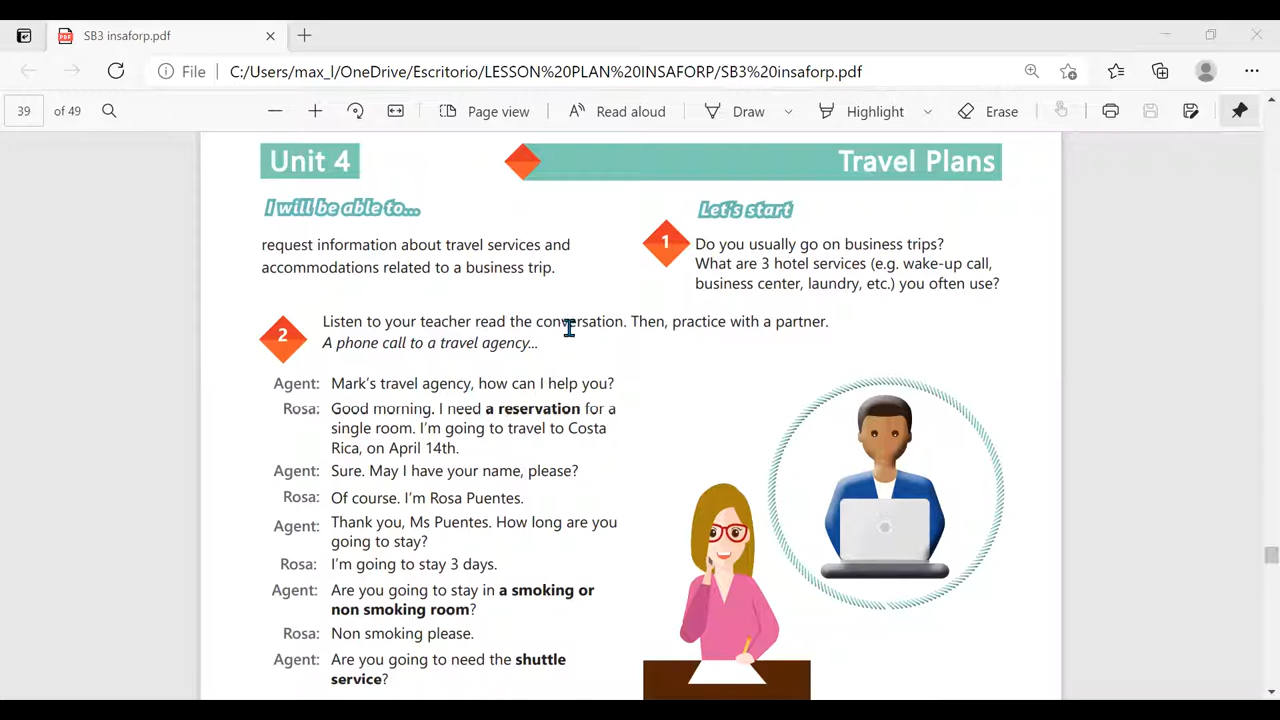 SB3 insaforp.pdf
File C:/Users/max_l/OneDrive/Escritorio/LESSON%20PLAN%20INSAFORP/SB3%20insaforp.pdf
39 of 49 Page view Read aloud Draw Highlight Erase
Unit 4
Travel Plans
I will be able to...
request information about travel services and
accommodations related to a business trip.
Let's start
1
Do you usually go on business trips?
What are 3 hotel services (e.g. wake-up call,
business center, laundry, etc.) you often use?
2
Listen to your teacher read the conversation. Then, practice with a partner.
A phone call to a travel agency...
Agent: Mark's travel agency, how can I help you?
Rosa: Good morning. I need a reservation for a
single room. I'm going to travel to Costa
Rica, on April 14th.
Agent: Sure. May I have your name, please?
Rosa: Of course. I'm Rosa Puentes.
Agent: Thank you, Ms Puentes. How long are you
going to stay?
Rosa: I'm going to stay 3 days.
Agent: Are you going to stay in a smoking or
non smoking room?
Rosa: Non smoking please.
Agent: Are you going to need the shuttle
service?